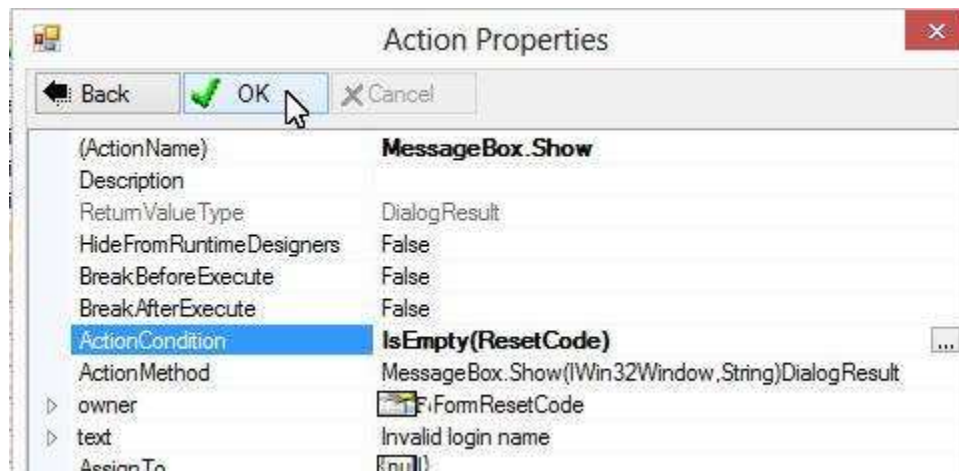 Action Properties
Back OK Cancel
(ActionName) MessageBox.Show
Description
ReturnValueType DialogResult
HideFromRuntimeDesigners False
BreakBeforeExecute False
BreakAfterExecute False
ActionCondition IsEmpty(ResetCode) ...
ActionMethod MessageBox.Show(IWin32Window,String)DialogResult
owner FormResetCode
text Invalid login name
AssignTo